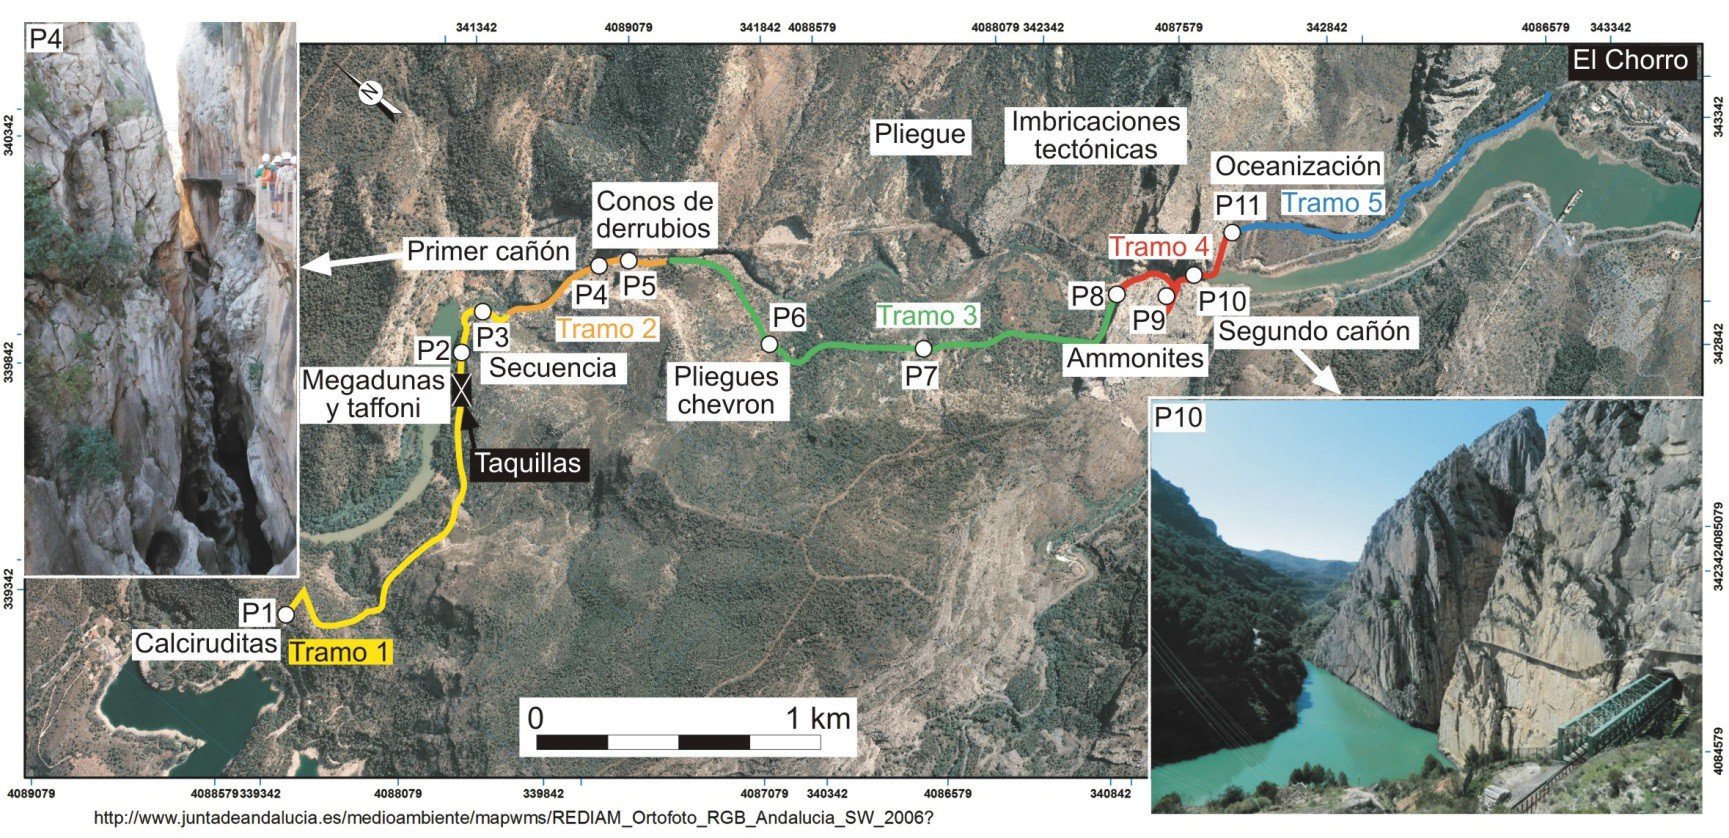 341342
4089079
341842
4088579
4088079
342342
4087579
342842
4086579
343342
P4
El Chorro
N
340342
343342
Pliegue
Imbricaciones
tectónicas
Oceanización
Conos de
derrubios
P11
Tramo 5
Primer cañón
Tramo 4
P4
P5
P8
P10
P6
Tramo 3
P9
P3
Tramo 2
Segundo cañón
P2
339842
342842
Secuencia
Ammonites
P7
Megadunas
y taffoni
Pliegues
chevron
P10
Taquillas
4085079
342342
339342
P1
Calciruditas
Tramo 1
0
1 km
4084579
4089079
4088579
339342
4088079
339842
4087079
340342
4086579
340842
http://www.juntadeandalucia.es/medioambiente/mapwms/REDIAM_Ortofoto_RGB_Andalucia_SW_2006?